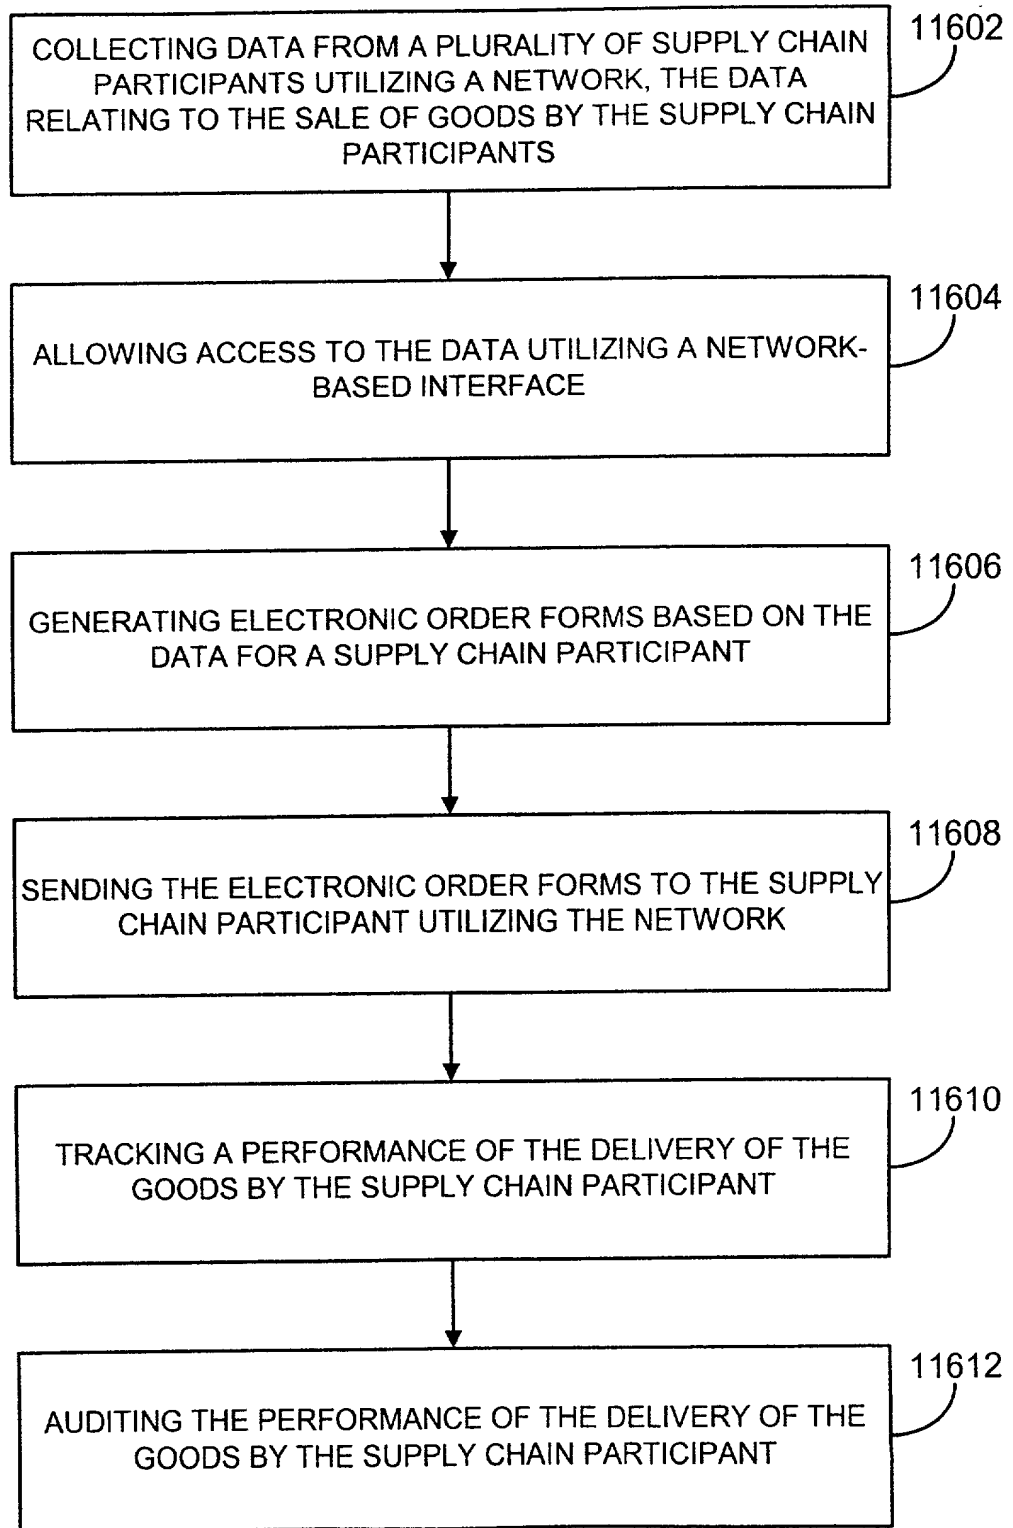 11602
COLLECTING DATA FROM A PLURALITY OF SUPPLY CHAIN
PARTICIPANTS UTILIZING A NETWORK, THE DATA
RELATING TO THE SALE OF GOODS BY THE SUPPLY CHAIN
PARTICIPANTS
11604
ALLOWING ACCESS TO THE DATA UTILIZING A NETWORK-
BASED INTERFACE
11606
GENERATING ELECTRONIC ORDER FORMS BASED ON THE
DATA FOR A SUPPLY CHAIN PARTICIPANT
11608
SENDING THE ELECTRONIC ORDER FORMS TO THE SUPPLY
CHAIN PARTICIPANT UTILIZING THE NETWORK
11610
TRACKING A PERFORMANCE OF THE DELIVERY OF THE
GOODS BY THE SUPPLY CHAIN PARTICIPANT
11612
AUDITING THE PERFORMANCE OF THE DELIVERY OF THE
GOODS BY THE SUPPLY CHAIN PARTICIPANT